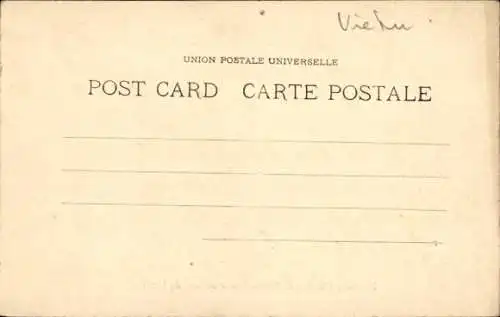 UNION POSTALE UNIVERSELLE
POST CARD CARTE POSTALE